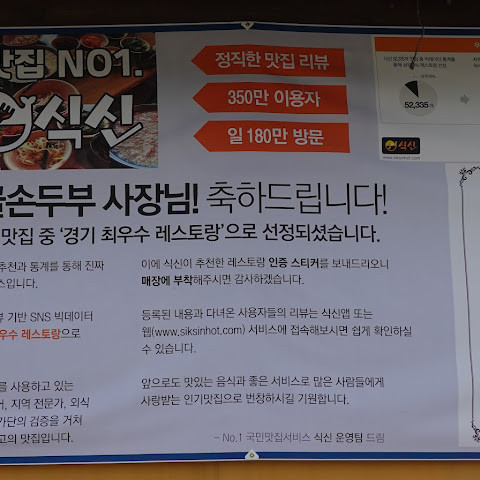 맛집 NO1.
식신
정직한 맛집 리뷰
350만 이용자
일 180만 방문
52,335
식신
www.siksinhot.com
손두부 사장님! 축하드립니다!
맛집 중 '경기 최우수 레스토랑'으로 선정되셨습니다.
추천과 통계를 통해 진짜
스입니다.
기반 SNS 빅데이터
우수 레스토랑으로
를 사용하고 있는
지역 전문가, 외식
가단의 검증을 거쳐
고의 맛집입니다.
이에 식신이 추천한 레스토랑 인증 스티커를 보내드리오니
매장에 부착해주시면 감사하겠습니다.
등록된 내용과 다녀온 사용자들의 리뷰는 식신앱 또는
웹(www.siksinhot.com) 서비스에 접속해보시면 쉽게 확인하실
수 있습니다.
앞으로도 맛있는 음식과 좋은 서비스로 많은 사람들에게
사랑받는 인기맛집으로 번창하시길 기원합니다.
- No.1 국민맛집서비스 식신 운영팀 드림